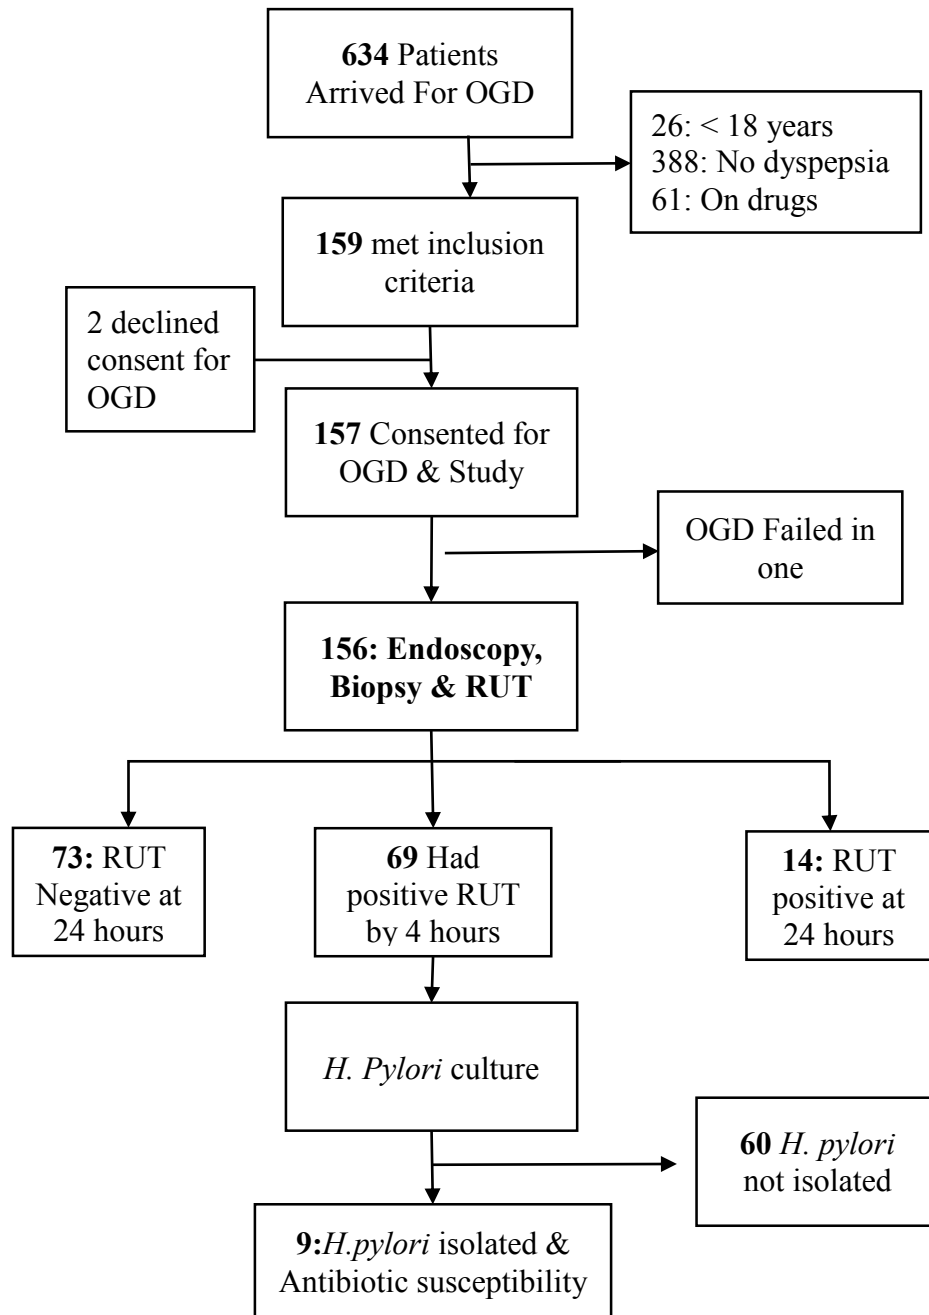 634 Patients
Arrived For OGD
26: < 18 years
388: No dyspepsia
61: On drugs
159 met inclusion
criteria
2 declined
consent for
OGD
157 Consented for
OGD & Study
OGD Failed in
one
156: Endoscopy,
Biopsy & RUT
73: RUT
Negative at
24 hours
69 Had
positive RUT
by 4 hours
14: RUT
positive at
24 hours
H. Pylori culture
60 H. pylori
not isolated
9:H.pylori isolated &
Antibiotic susceptibility